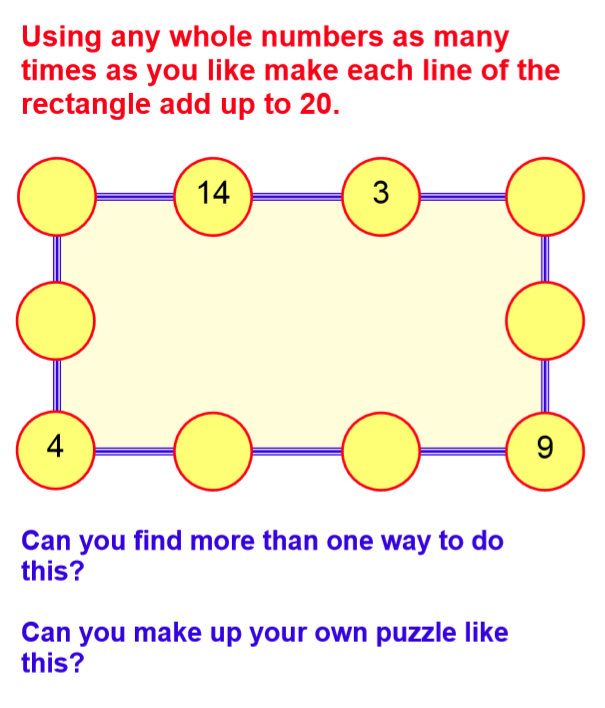 Using any whole numbers as many
times as you like make each line of the
rectangle add up to 20.
14 3
4 9
Can you find more than one way to do
this?
Can you make up your own puzzle like
this?